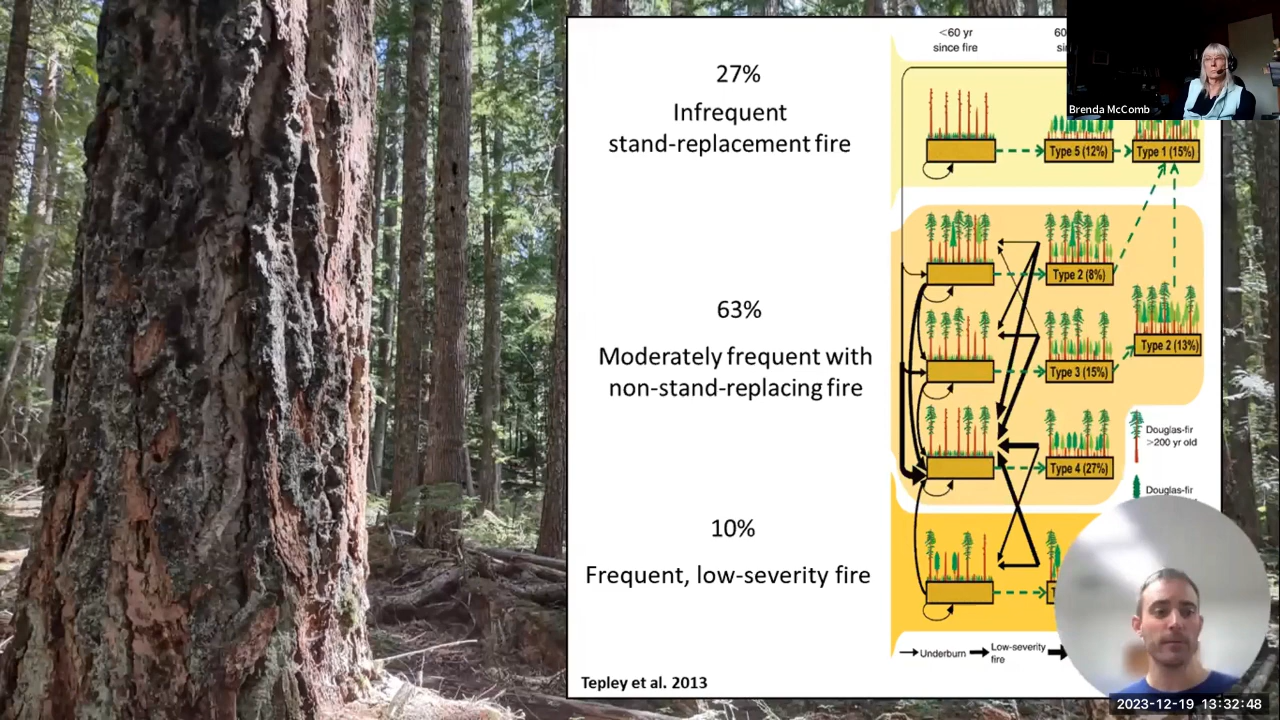 <60 yr
since fire
60
27%
Infrequent
stand-replacement fire
Brenda McComb
Type 5 (12%)
Type 1 (15%)
Type 2 (8%)
63%
Moderately frequent with
non-stand-replacing fire
Type 2 (13%)
Type 3 (15%)
Douglas-fir
>200 yr old
Type 4 (27%)
Douglas-fir
10%
Frequent, low-severity fire
Underburn
Low-severity
fire
Tepley et al. 2013
2023-12-19 13:32:48